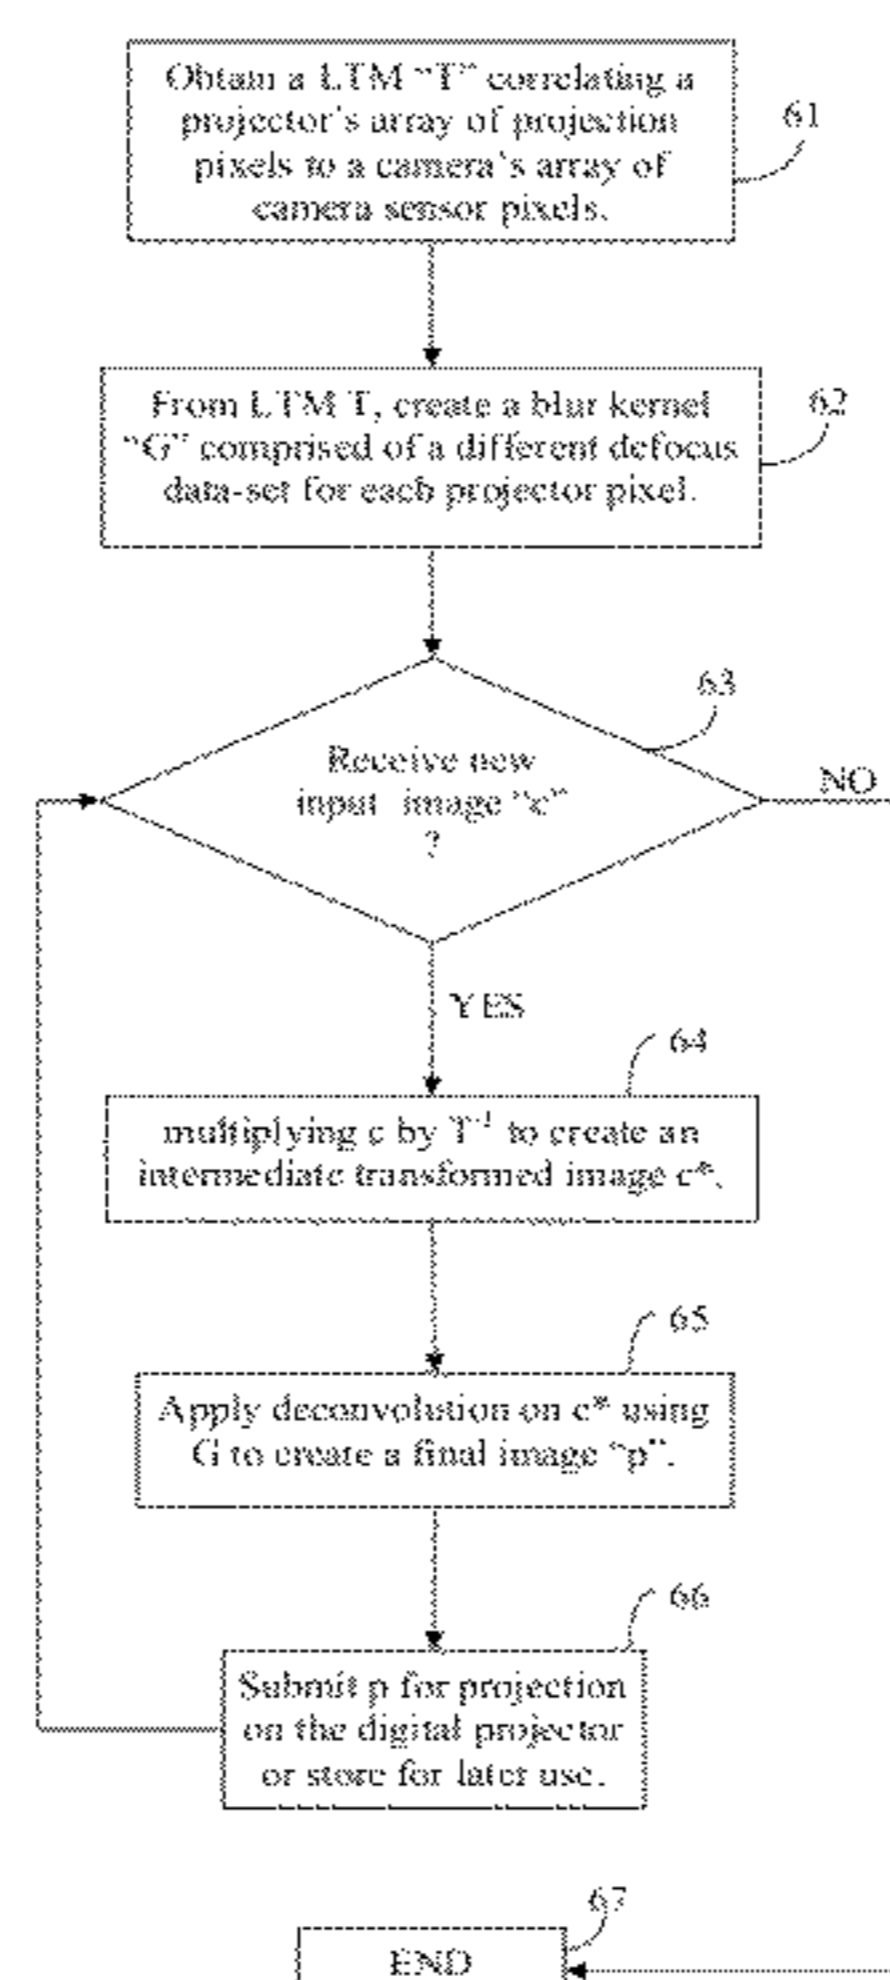 Obtain a LTM "T" correlating a
projector's array of projection
pixels to a camera's array of
camera sensor pixels.
61
From LTM T, create a blur kernel
"G" comprised of a different defocus
data-set for each projector pixel.
62
63
Receive new
input image "c"
?
NO
YES
64
multiplying c by T⁻¹ to create an
intermediate transformed image c*.
65
Apply deconvolution on c* using
G to create a final image "p".
66
Submit p for projection
on the digital projector
or store for later use.
67
END